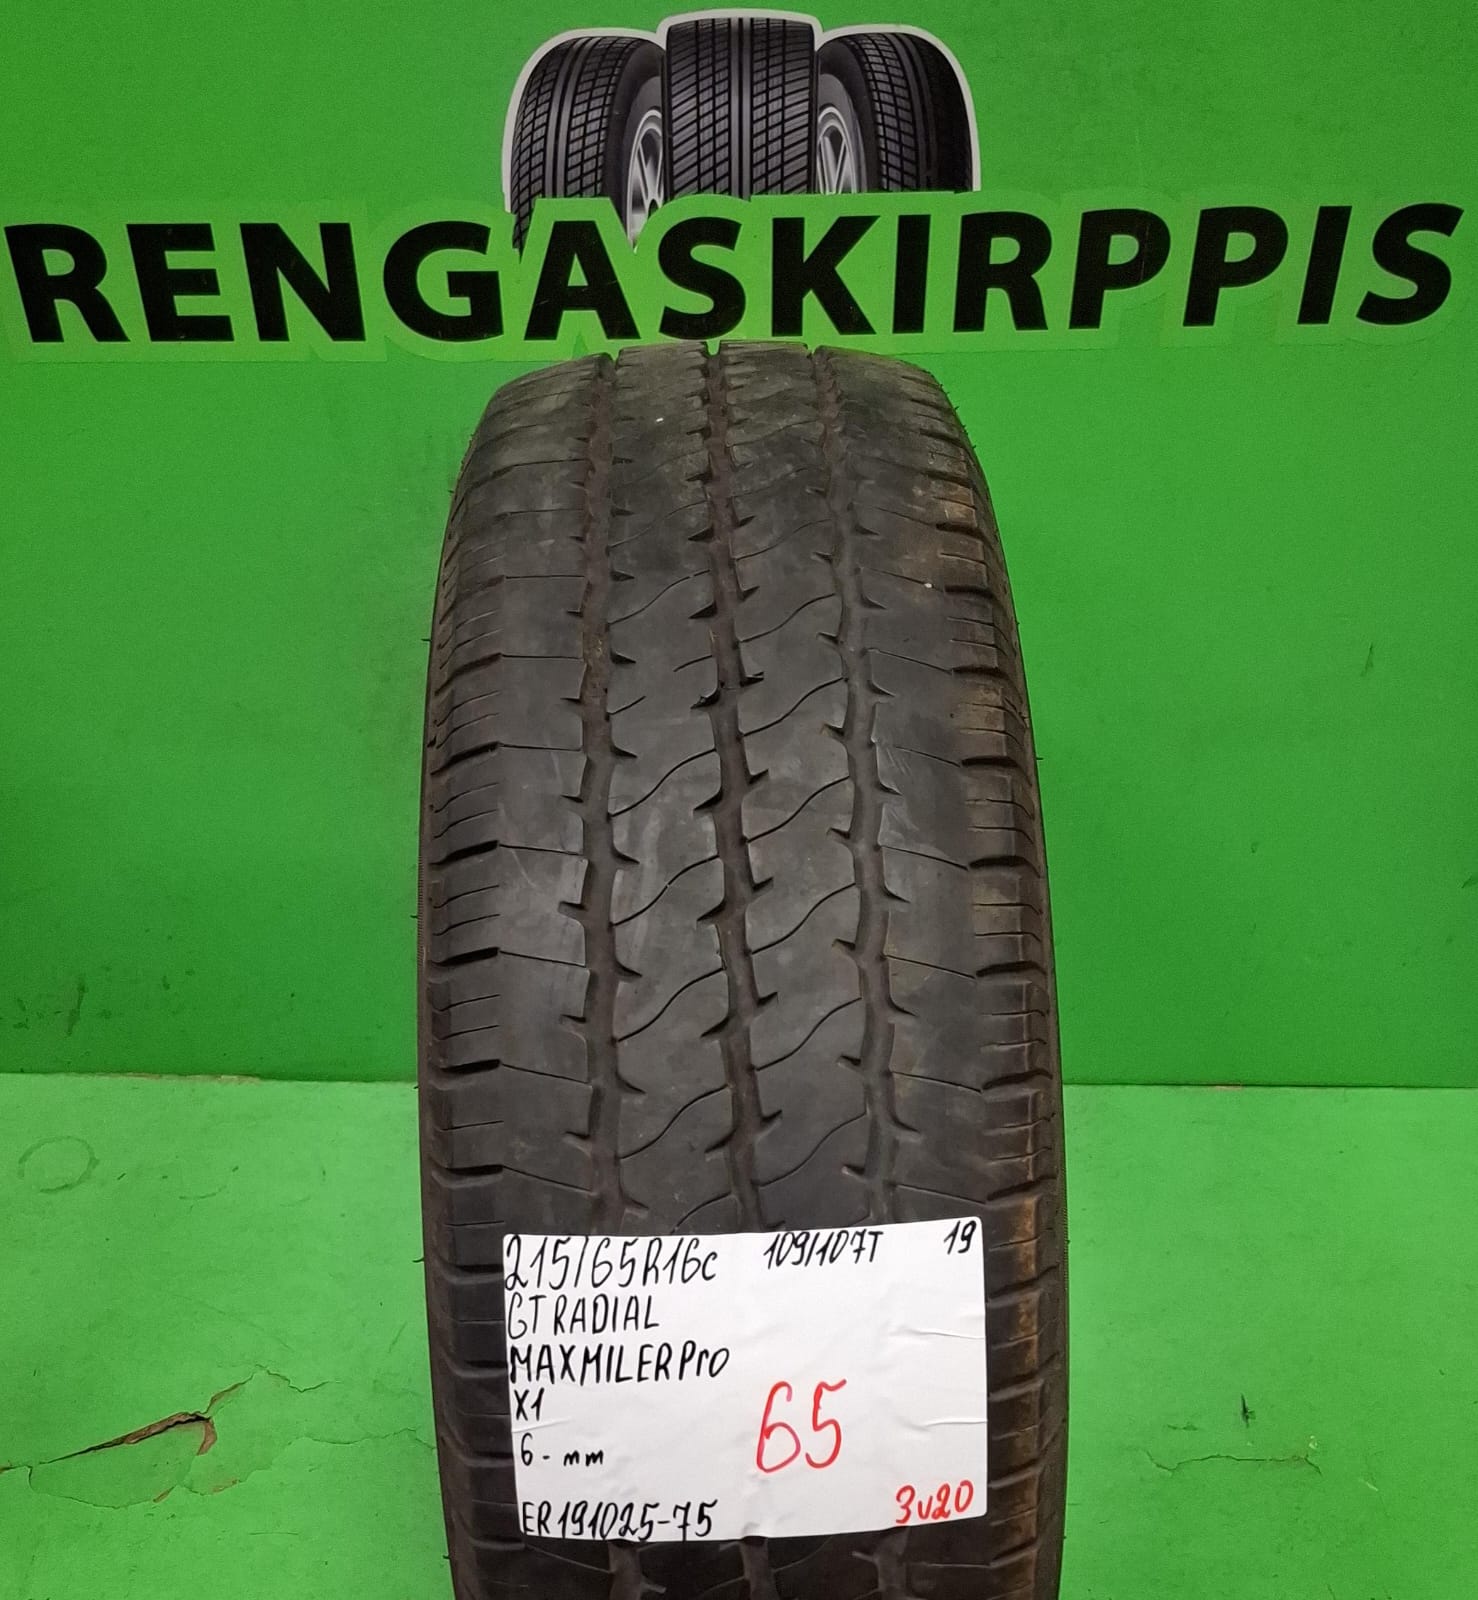 RENGASKIRPPIS
215/65R16c 109/107T 19
GT RADIAL
MAXMILER Pro
X1
65
6- mm
ER191025-75 3v20